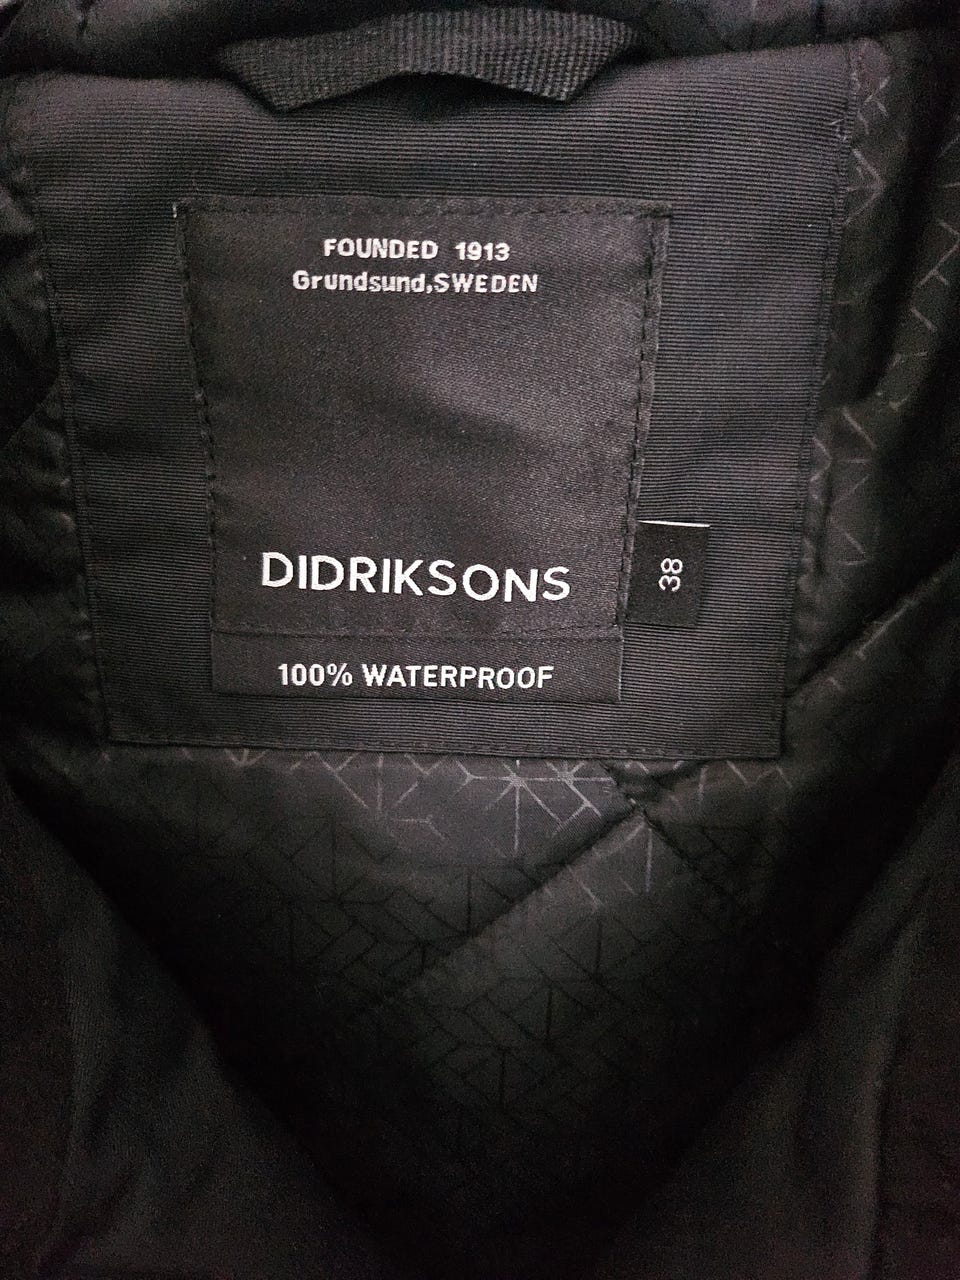 FOUNDED 1913
Grundsund,SWEDEN
DIDRIKSONS
38
100% WATERPROOF